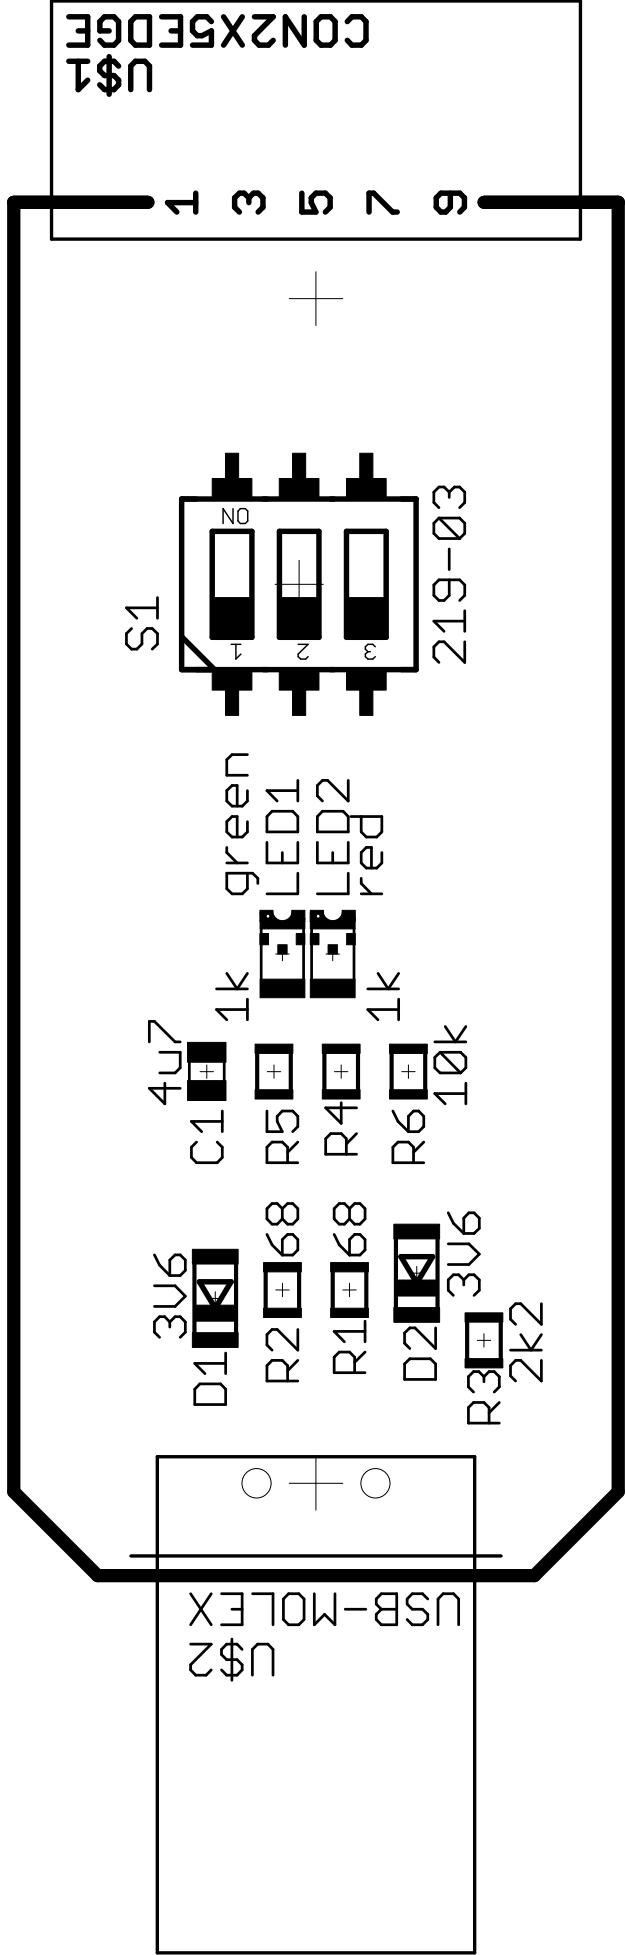 CON2X5EDGE
U$1
1 3 5 7 9
ON
1 2 3
S1
219-03
green
LED1
LED2
red
1k
1k
4u7
C1
R5
R4
R6
10k
3V6
D1
R2
68
R1
68
D2
3V6
R3
2k2
USB-MOLEX
U$2